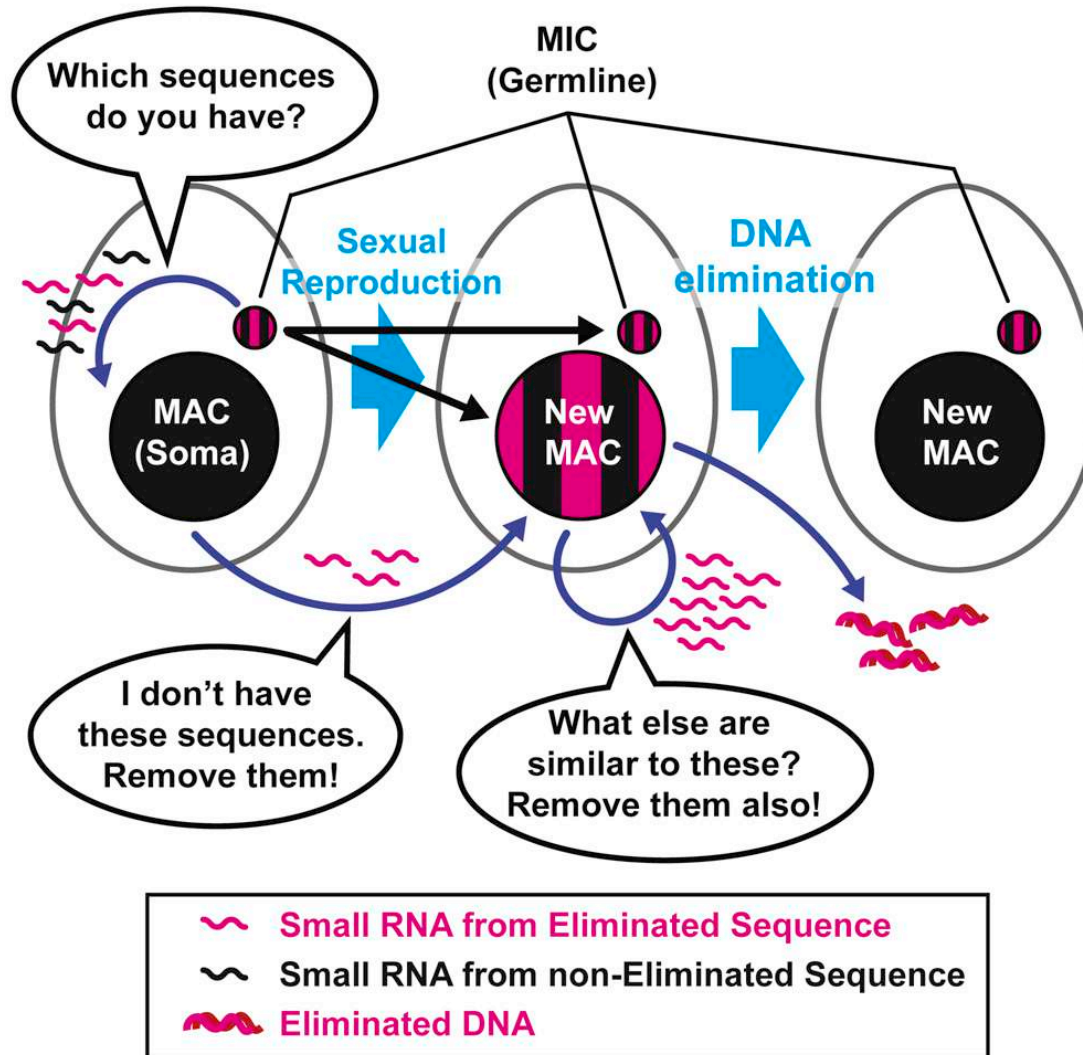 MIC
(Germline)
Which sequences
do you have?
Sexual
Reproduction
DNA
elimination
MAC
(Soma)
New
MAC
New
MAC
I don’t have
these sequences.
Remove them!
What else are
similar to these?
Remove them also!
Small RNA from Eliminated Sequence
Small RNA from non-Eliminated Sequence
Eliminated DNA